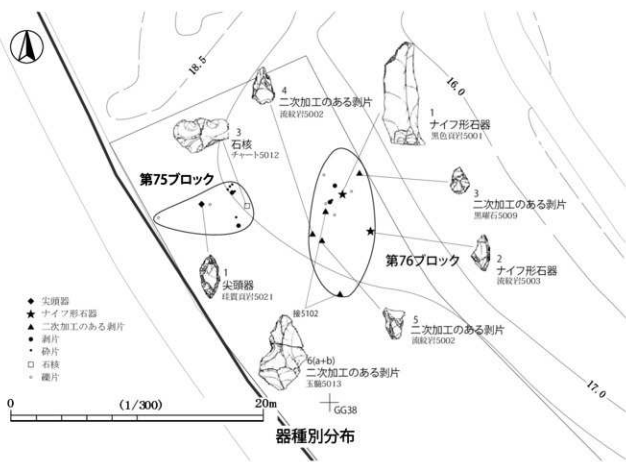 18.5
16.0
4
二次加工のある剥片
流紋岩5002
1
ナイフ形石器
黒色頁岩5001
3
石核
チャート5012
第75ブロック
3
二次加工のある剥片
黒曜石5009
第76ブロック
2
ナイフ形石器
流紋岩5003
1
尖頭器
珪質頁岩5021
◆ 尖頭器
★ ナイフ形石器
▲ 二次加工のある剥片
● 剥片
・ 砕片
□ 石核
○ 礫片
接5102
5
二次加工のある剥片
流紋岩5002
6(a+b)
二次加工のある剥片
玉髄5013
17.0
0 (1/300) 20m
GG38
器種別分布